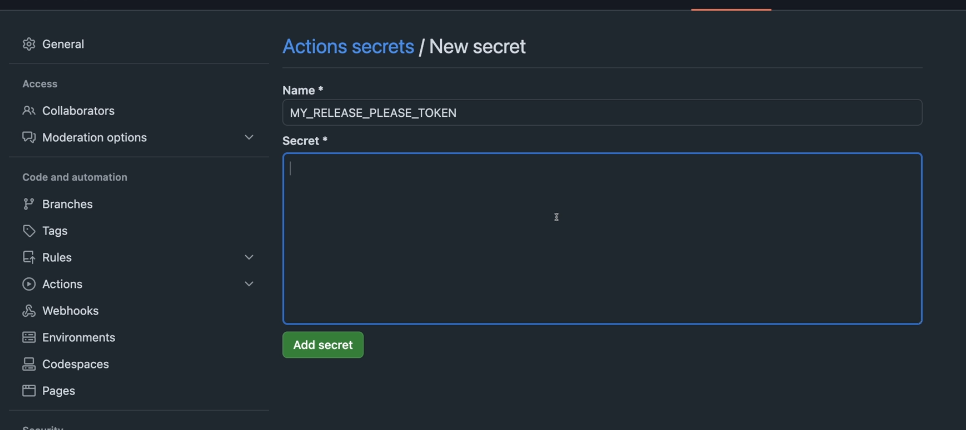 General
Access
Collaborators
Moderation options
Code and automation
Branches
Tags
Rules
Actions
Webhooks
Environments
Codespaces
Pages
Security
Actions secrets / New secret
Name *
MY_RELEASE_PLEASE_TOKEN
Secret *
Add secret